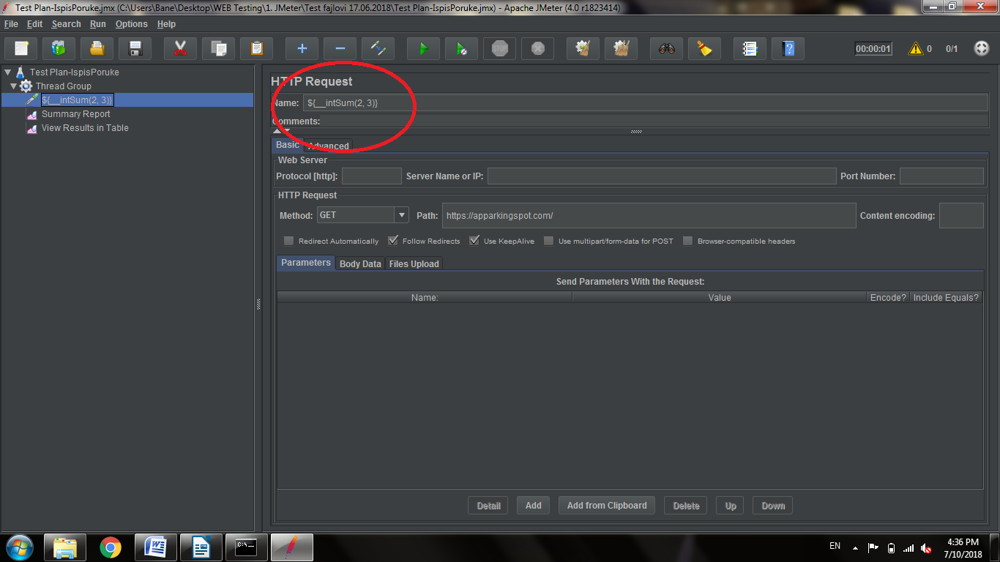 Test Plan-IspisPoruke.jmx (C:\Users\Bane\Desktop\WEB Testing\1. JMeter\Test fajlovi 17.06.2018\Test Plan-IspisPoruke.jmx) - Apache JMeter (4.0 r1823414)
File Edit Search Run Options Help
STOP 00:00:01 0 0/1
Test Plan-IspisPoruke
Thread Group
${__intSum(2, 3)}
Summary Report
View Results in Table
HTTP Request
Name: ${__intSum(2, 3)}
Comments:
Basic Advanced
Web Server
Protocol [http]: Server Name or IP: Port Number:
HTTP Request
Method: GET Path: https://apparkingspot.com/ Content encoding:
Redirect Automatically Follow Redirects Use KeepAlive Use multipart/form-data for POST Browser-compatible headers
Parameters Body Data Files Upload
Send Parameters With the Request:
Name: Value Encode? Include Equals?
Detail Add Add from Clipboard Delete Up Down
C:\. EN 4:36 PM
7/10/2018